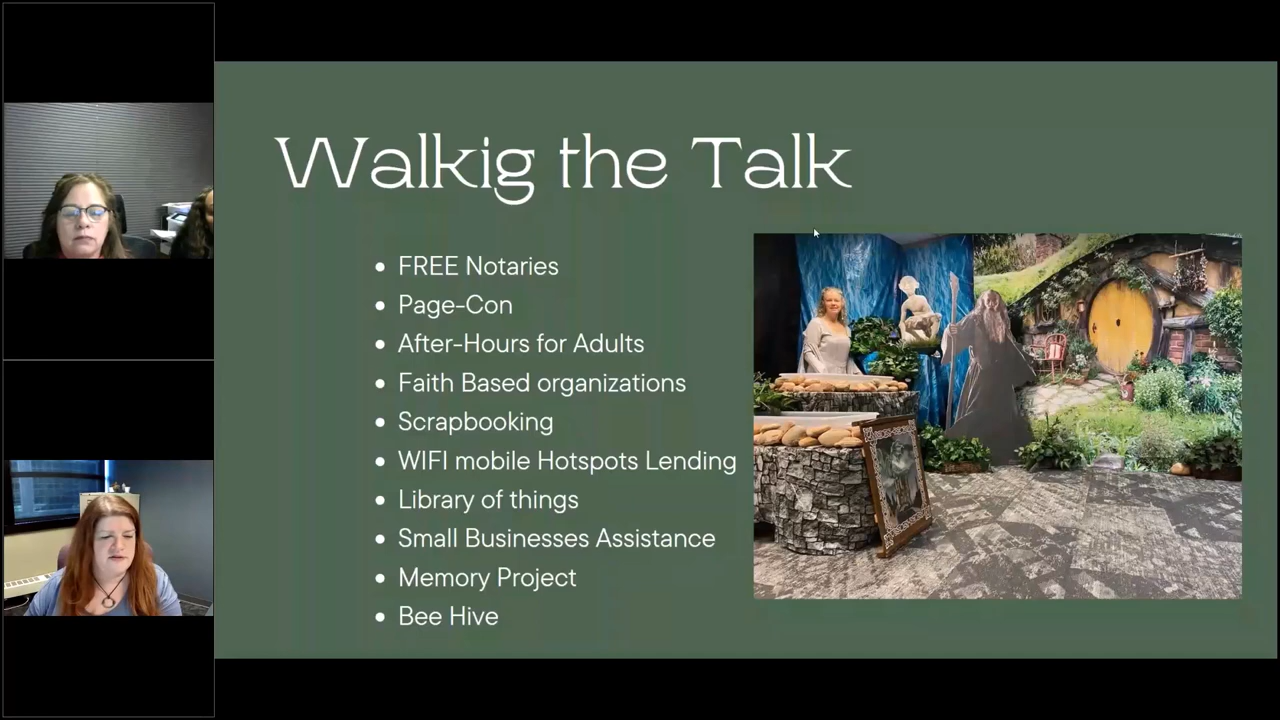 Walkig the Talk
FREE Notaries
Page-Con
After-Hours for Adults
Faith Based organizations
Scrapbooking
WIFI mobile Hotspots Lending
Library of things
Small Businesses Assistance
Memory Project
Bee Hive